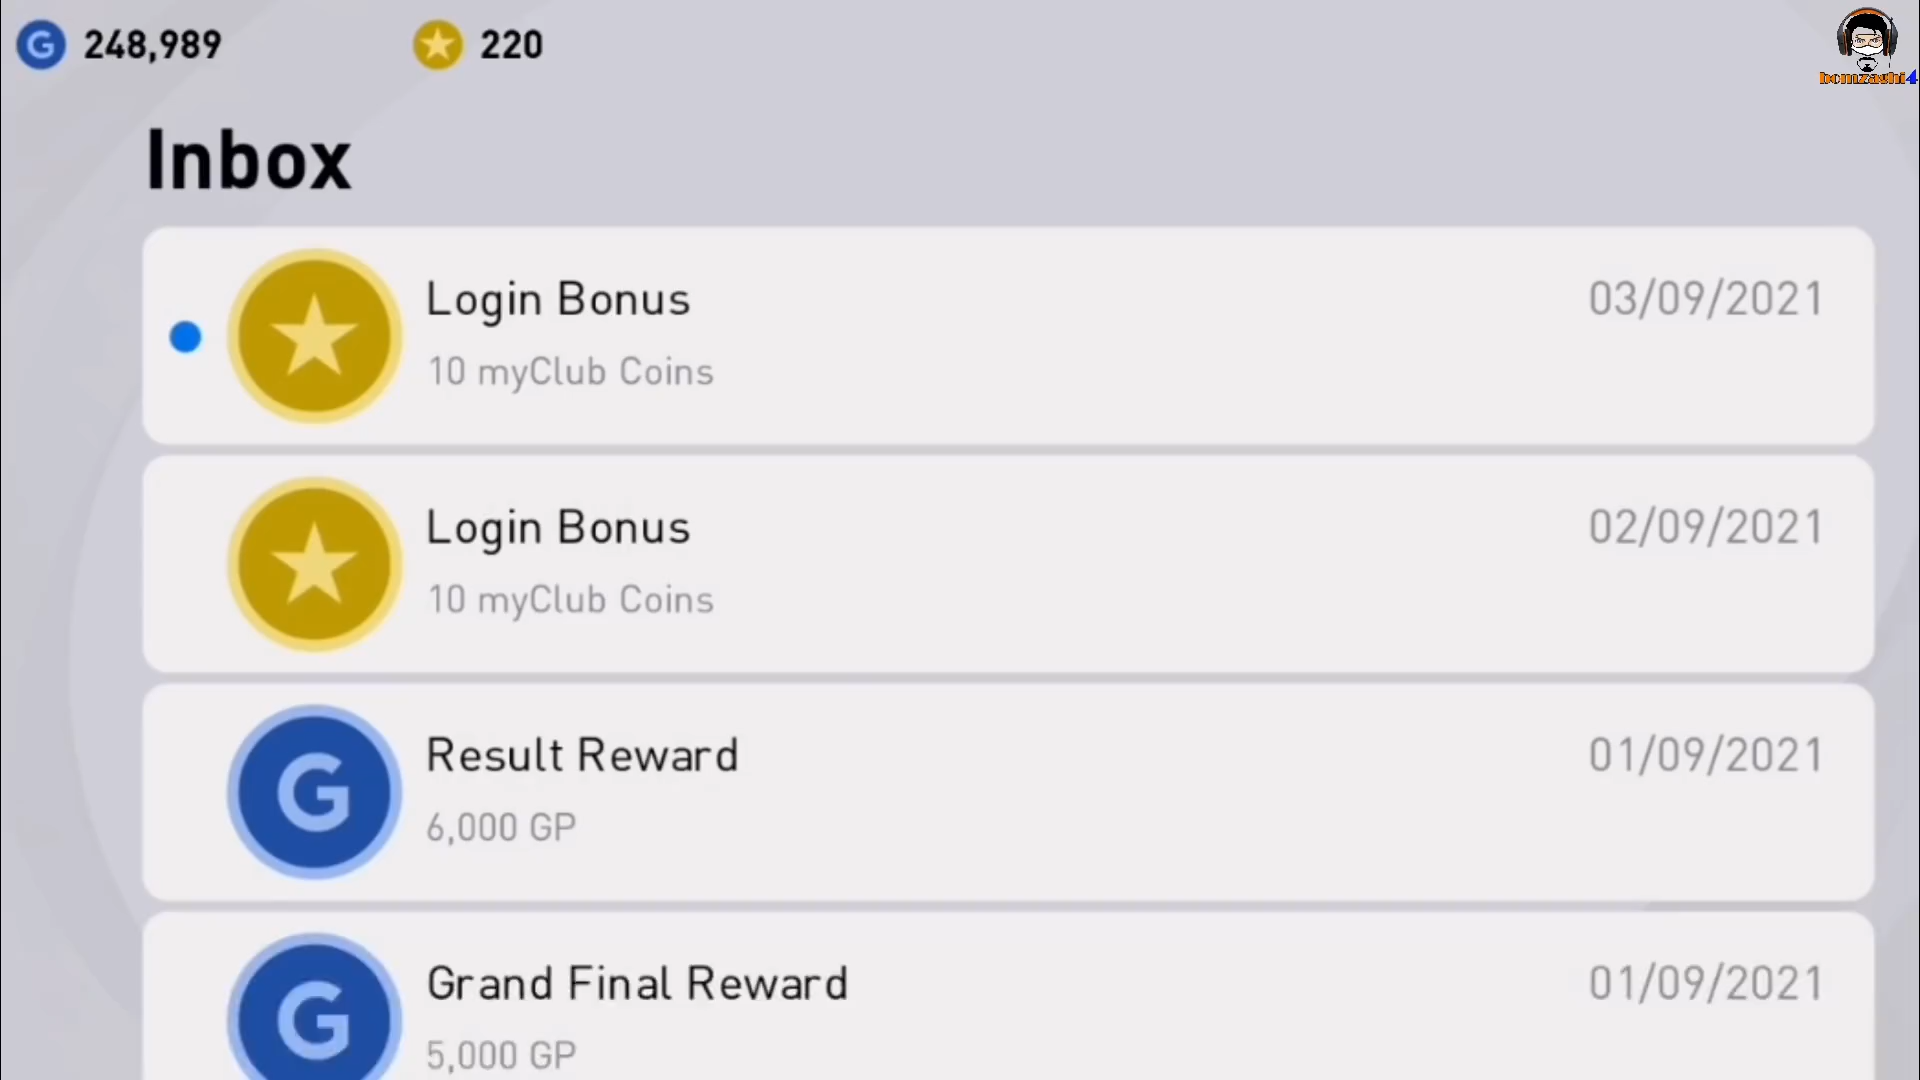 G 248,989
220
bomzaghi4
Inbox
Login Bonus
03/09/2021
10 myClub Coins
Login Bonus
02/09/2021
10 myClub Coins
G
Result Reward
01/09/2021
6,000 GP
G
Grand Final Reward
01/09/2021
5,000 GP